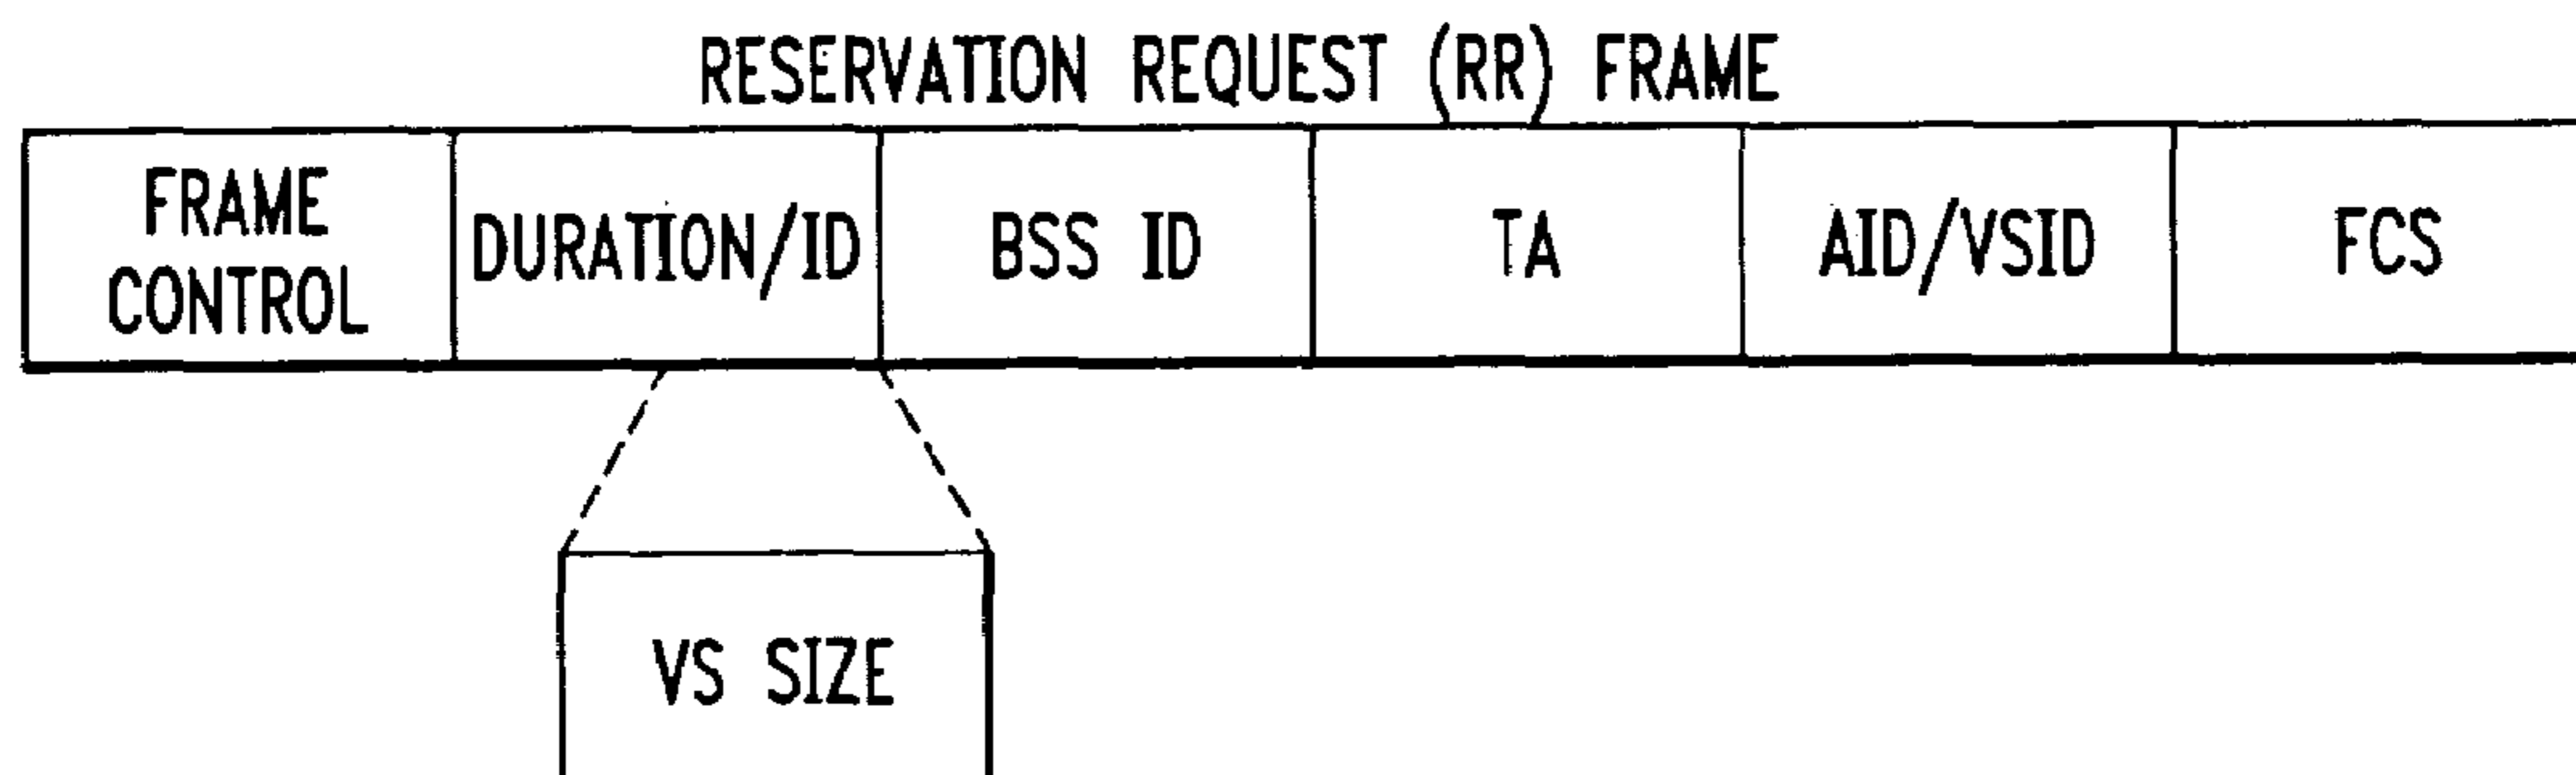 RESERVATION REQUEST (RR) FRAME
FRAME
CONTROL
DURATION/ID
BSS ID
TA
AID/VSID
FCS
VS SIZE